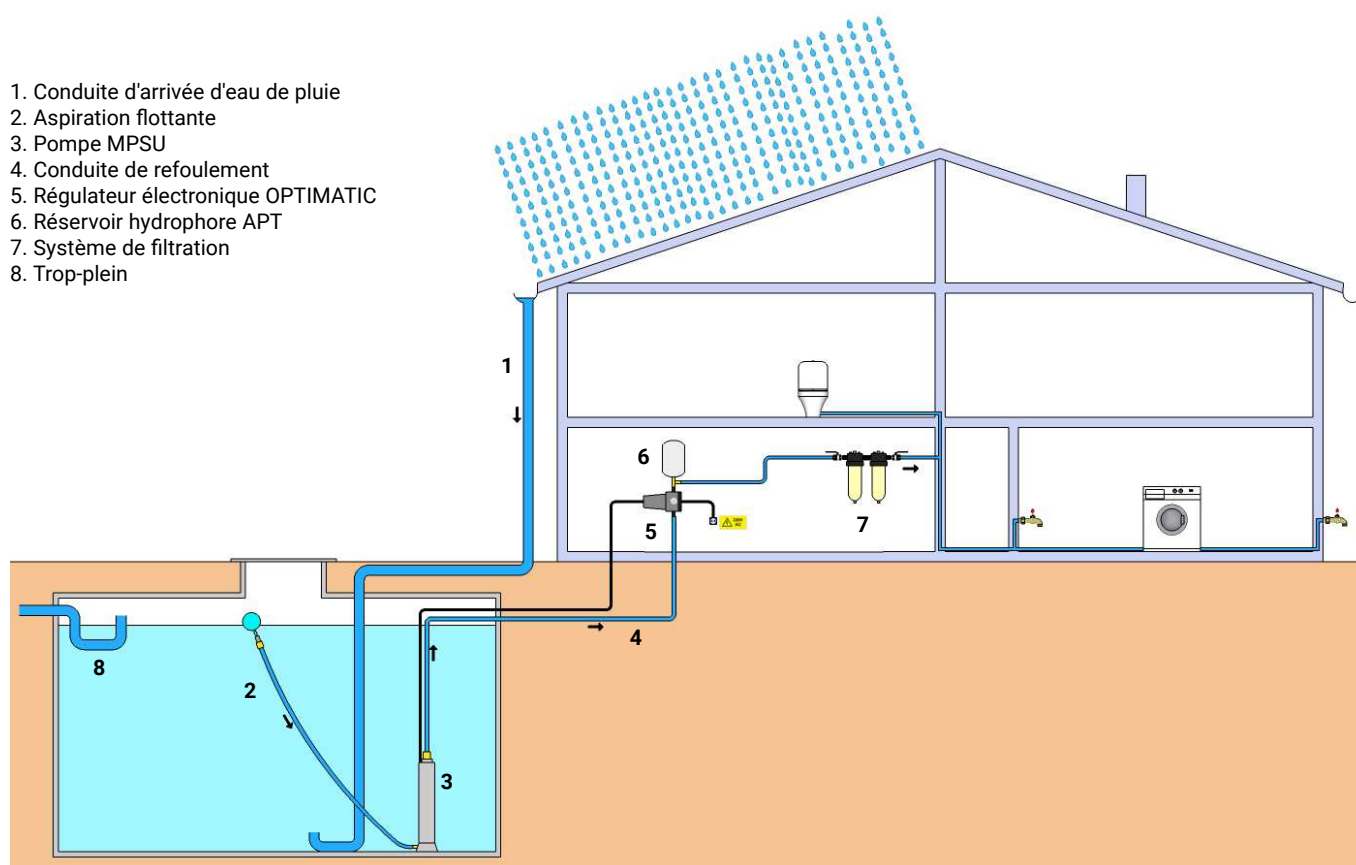 1. Conduite d'arrivée d'eau de pluie
2. Aspiration flottante
3. Pompe MPSU
4. Conduite de refoulement
5. Régulateur électronique OPTIMATIC
6. Réservoir hydrophore APT
7. Système de filtration
8. Trop-plein
1
6
5
230V
AC
7
4
8
2
3